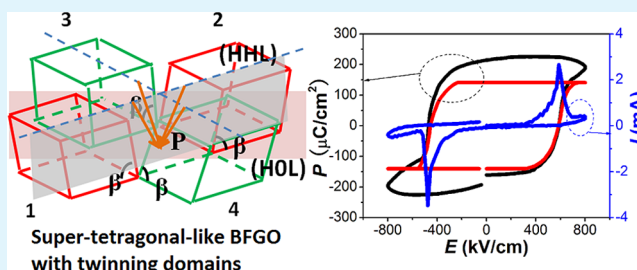 3
2
(HHL)
β
P
β
(H0L)
β
β
1
4
Super-tetragonal-like BFGO
with twinning domains
P (μC/cm²)
300
200
100
0
-100
-200
-300
-800
-400
0
400
800
E (kV/cm)
4
2
0
-2
-4
I (mA)